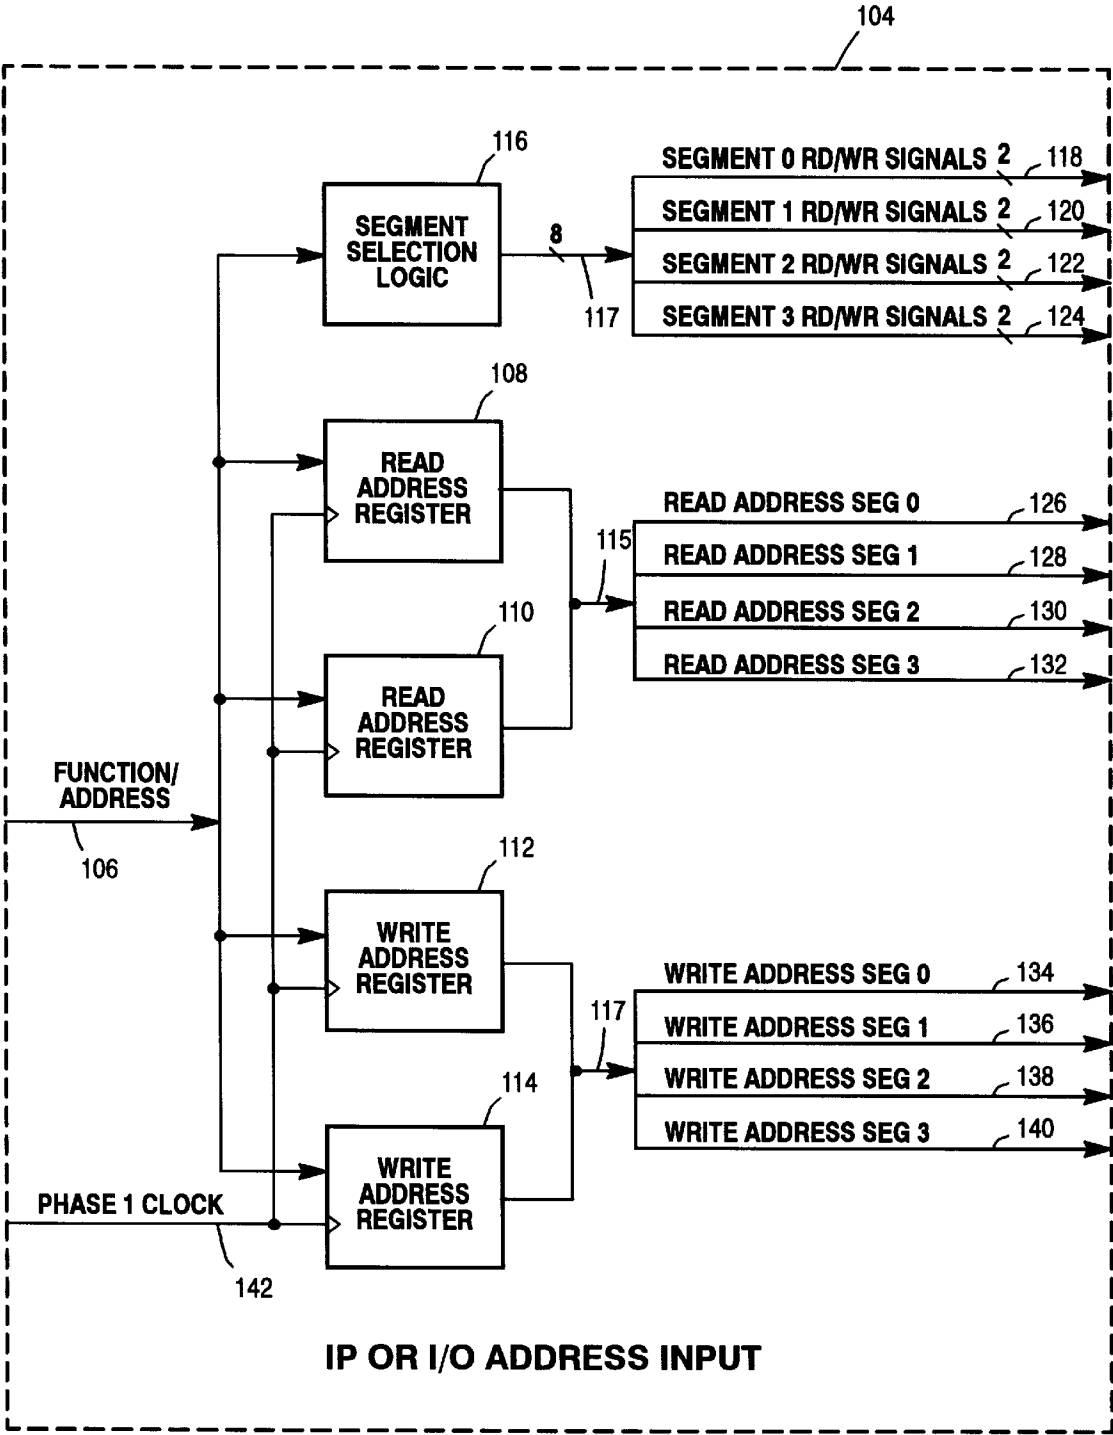 104
116
SEGMENT
SELECTION
LOGIC
8
117
SEGMENT 0 RD/WR SIGNALS 2 118
SEGMENT 1 RD/WR SIGNALS 2 120
SEGMENT 2 RD/WR SIGNALS 2 122
SEGMENT 3 RD/WR SIGNALS 2 124
108
READ
ADDRESS
REGISTER
115
READ ADDRESS SEG 0 126
READ ADDRESS SEG 1 128
READ ADDRESS SEG 2 130
READ ADDRESS SEG 3 132
110
READ
ADDRESS
REGISTER
FUNCTION/
ADDRESS
106
112
WRITE
ADDRESS
REGISTER
117
WRITE ADDRESS SEG 0 134
WRITE ADDRESS SEG 1 136
WRITE ADDRESS SEG 2 138
WRITE ADDRESS SEG 3 140
114
WRITE
ADDRESS
REGISTER
PHASE 1 CLOCK
142
IP OR I/O ADDRESS INPUT